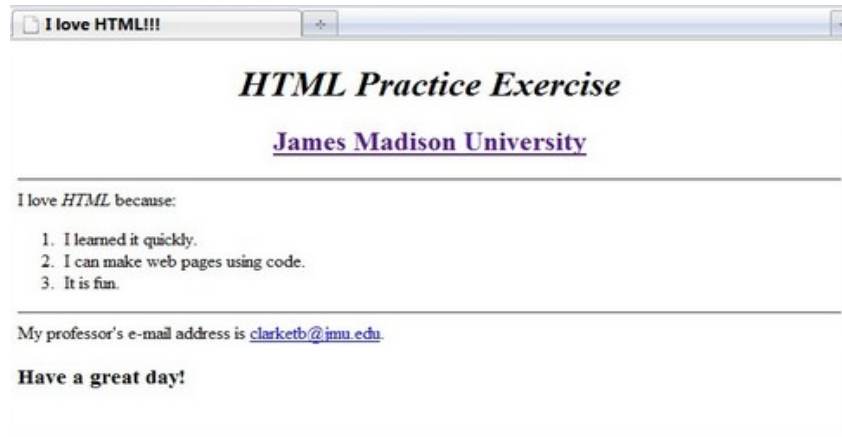 I love HTML!!!
HTML Practice Exercise
James Madison University
I love HTML because:
1. I learned it quickly.
2. I can make web pages using code.
3. It is fun.
My professor's e-mail address is clarketb@jmu.edu.
Have a great day!